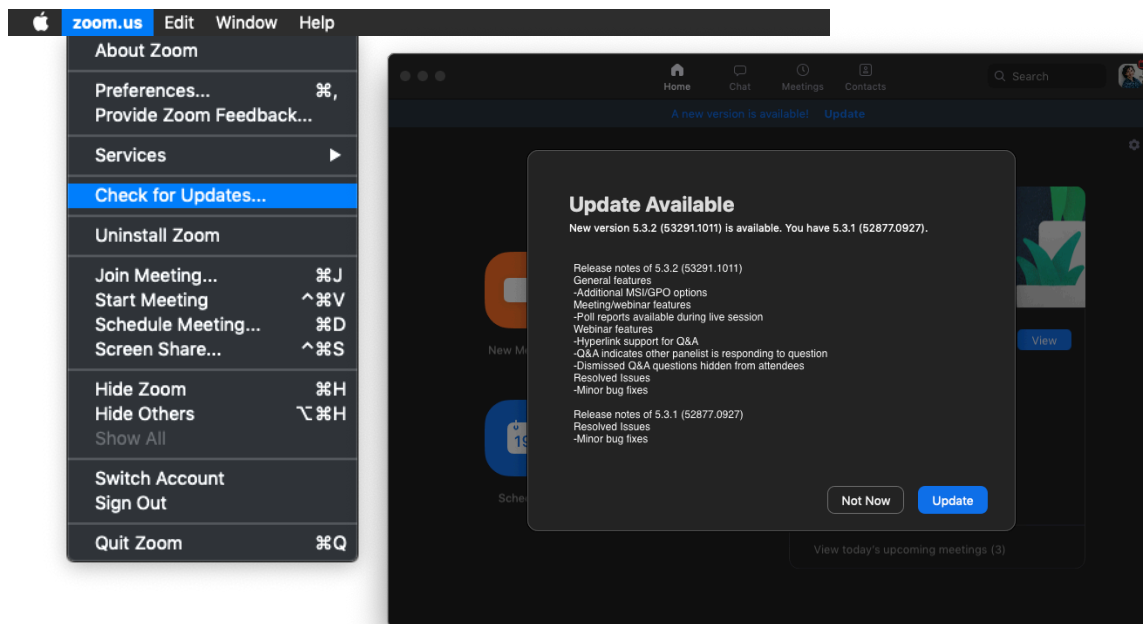 zoom.us Edit Window Help
About Zoom
Preferences... ⌘,
Provide Zoom Feedback...
Services
Check for Updates...
Uninstall Zoom
Join Meeting... ⌘J
Start Meeting ^⌘V
Schedule Meeting... ⌘D
Screen Share... ^⌘S
Hide Zoom ⌘H
Hide Others ⌥⌘H
Show All
Switch Account
Sign Out
Quit Zoom ⌘Q
Home Chat Meetings Contacts Search
A new version is available! Update
Update Available
New version 5.3.2 (53291.1011) is available. You have 5.3.1 (52877.0927).
Release notes of 5.3.2 (53291.1011)
General features
-Additional MSI/GPO options
Meeting/webinar features
-Poll reports available during live session
Webinar features
-Hyperlink support for Q&A
-Q&A indicates other panelist is responding to question
-Dismissed Q&A questions hidden from attendees
Resolved Issues
-Minor bug fixes
Release notes of 5.3.1 (52877.0927)
Resolved Issues
-Minor bug fixes
Not Now Update
New
View
19
View today's upcoming meetings (3)